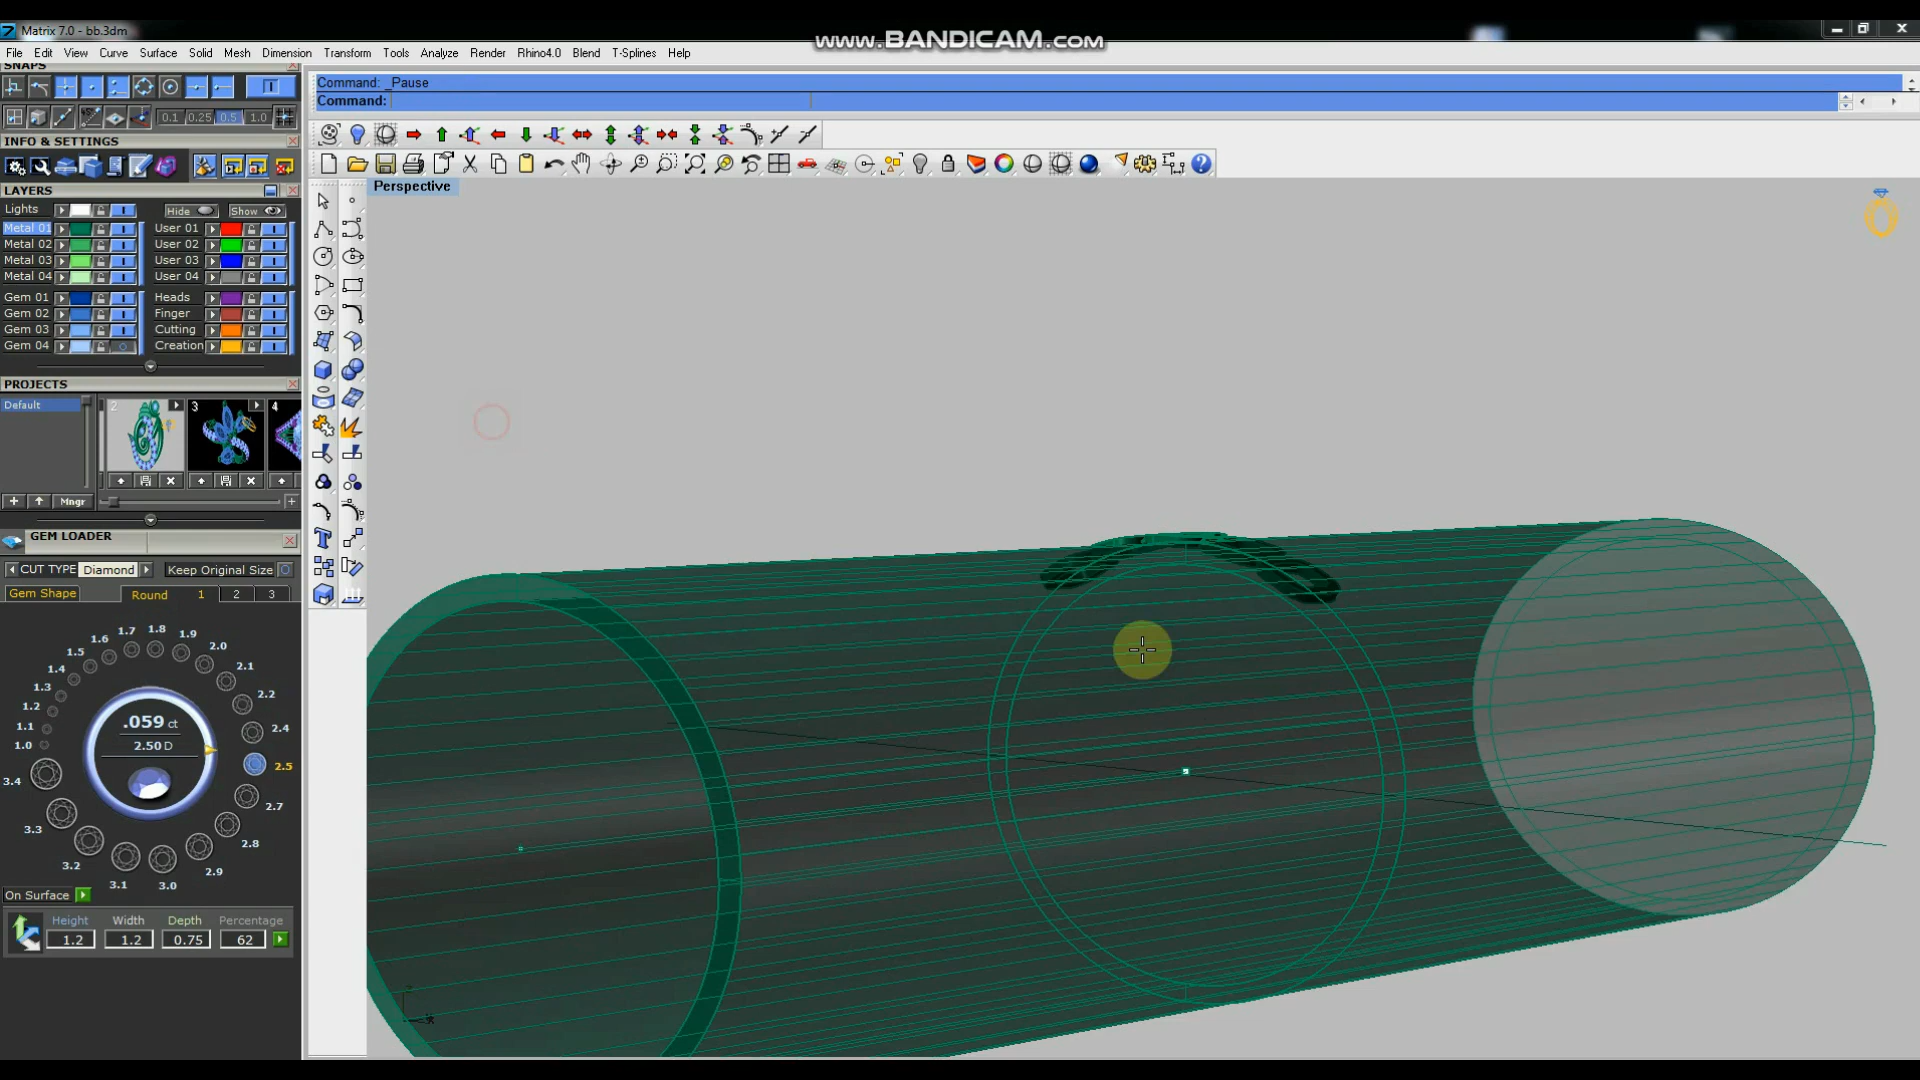 Matrix 7.0 - bb.3dm
www.BANDICAM.com
File Edit View Curve Surface Solid Mesh Dimension Transform Tools Analyze Render Rhino4.0 Blend T-Splines Help
SNAPS
Command: _Pause
Command:
0.1 0.25 0.5 1.0
INFO & SETTINGS
LAYERS
Perspective
Lights Hide Show
Metal 01 User 01
Metal 02 User 02
Metal 03 User 03
Metal 04 User 04
Gem 01 Heads
Gem 02 Finger
Gem 03 Cutting
Gem 04 Creation
PROJECTS
Default 2 3 4
Mngr
GEM LOADER
CUT TYPE Diamond Keep Original Size
Gem Shape Round 1 2 3
1.8
1.7 1.9
1.6 2.0
1.5 2.1
1.4
1.3 2.2
1.2
1.1 .059 ct 2.4
1.0 2.50 D
2.5
3.4
2.7
3.3
2.8
3.2 2.9
3.1 3.0
On Surface
Height Width Depth Percentage
1.2 1.2 0.75 62